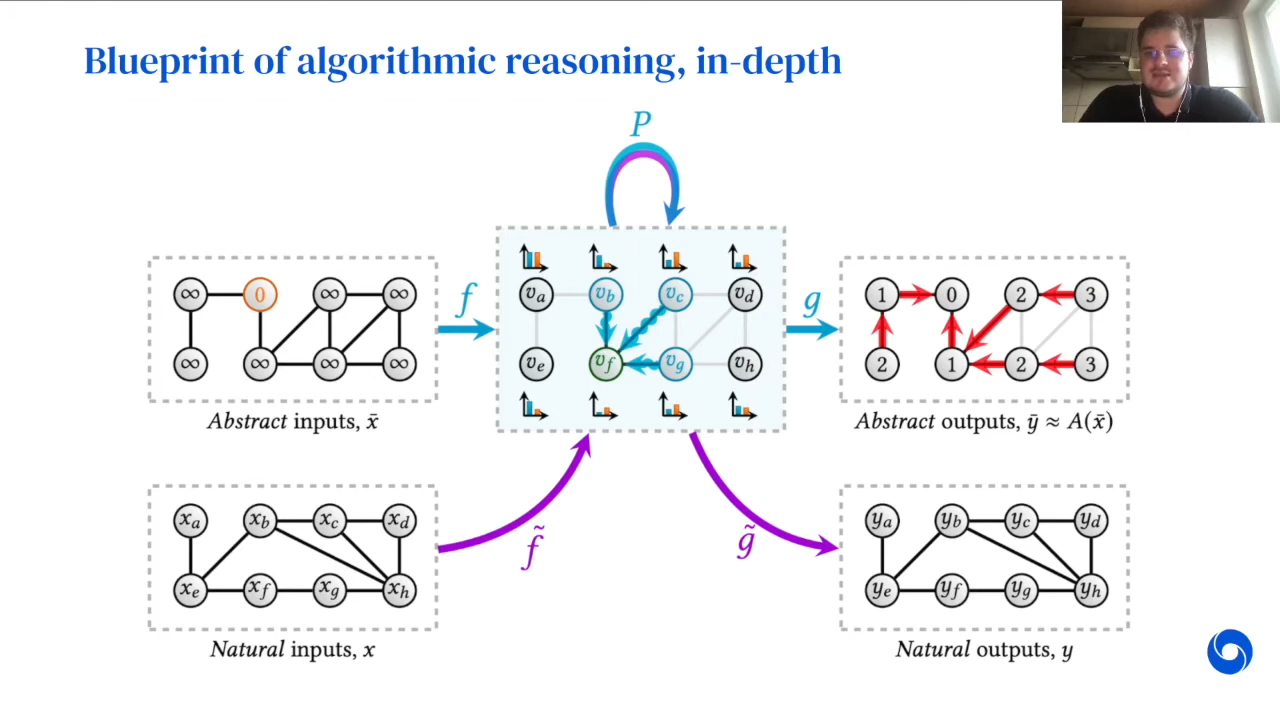 Blueprint of algorithmic reasoning, in-depth
P
∞ 0 ∞ ∞
∞ ∞ ∞ ∞
Abstract inputs, x̄
f
v_a v_b v_c v_d
v_e v_f v_g v_h
g
1 0 2 3
2 1 2 3
Abstract outputs, ȳ ≈ A(x̄)
x_a x_b x_c x_d
x_e x_f x_g x_h
Natural inputs, x
f̃
g̃
y_a y_b y_c y_d
y_e y_f y_g y_h
Natural outputs, y